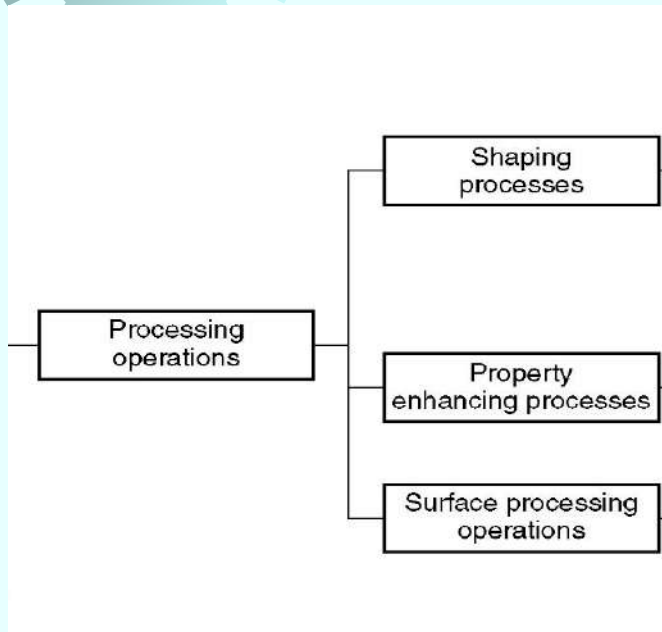 Shaping
processes
Processing
operations
Property
enhancing processes
Surface processing
operations